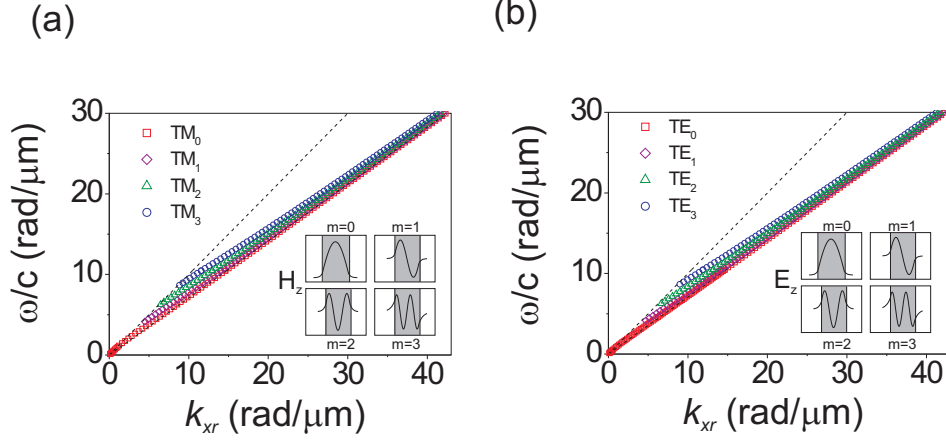 (a)
30
20
10
0
ω/c (rad/μm)
TM0
TM1
TM2
TM3
Hz
m=0
m=1
m=2
m=3
0
10
20
30
40
kxr (rad/μm)
(b)
30
20
10
0
ω/c (rad/μm)
TE0
TE1
TE2
TE3
Ez
m=0
m=1
m=2
m=3
0
10
20
30
40
kxr (rad/μm)